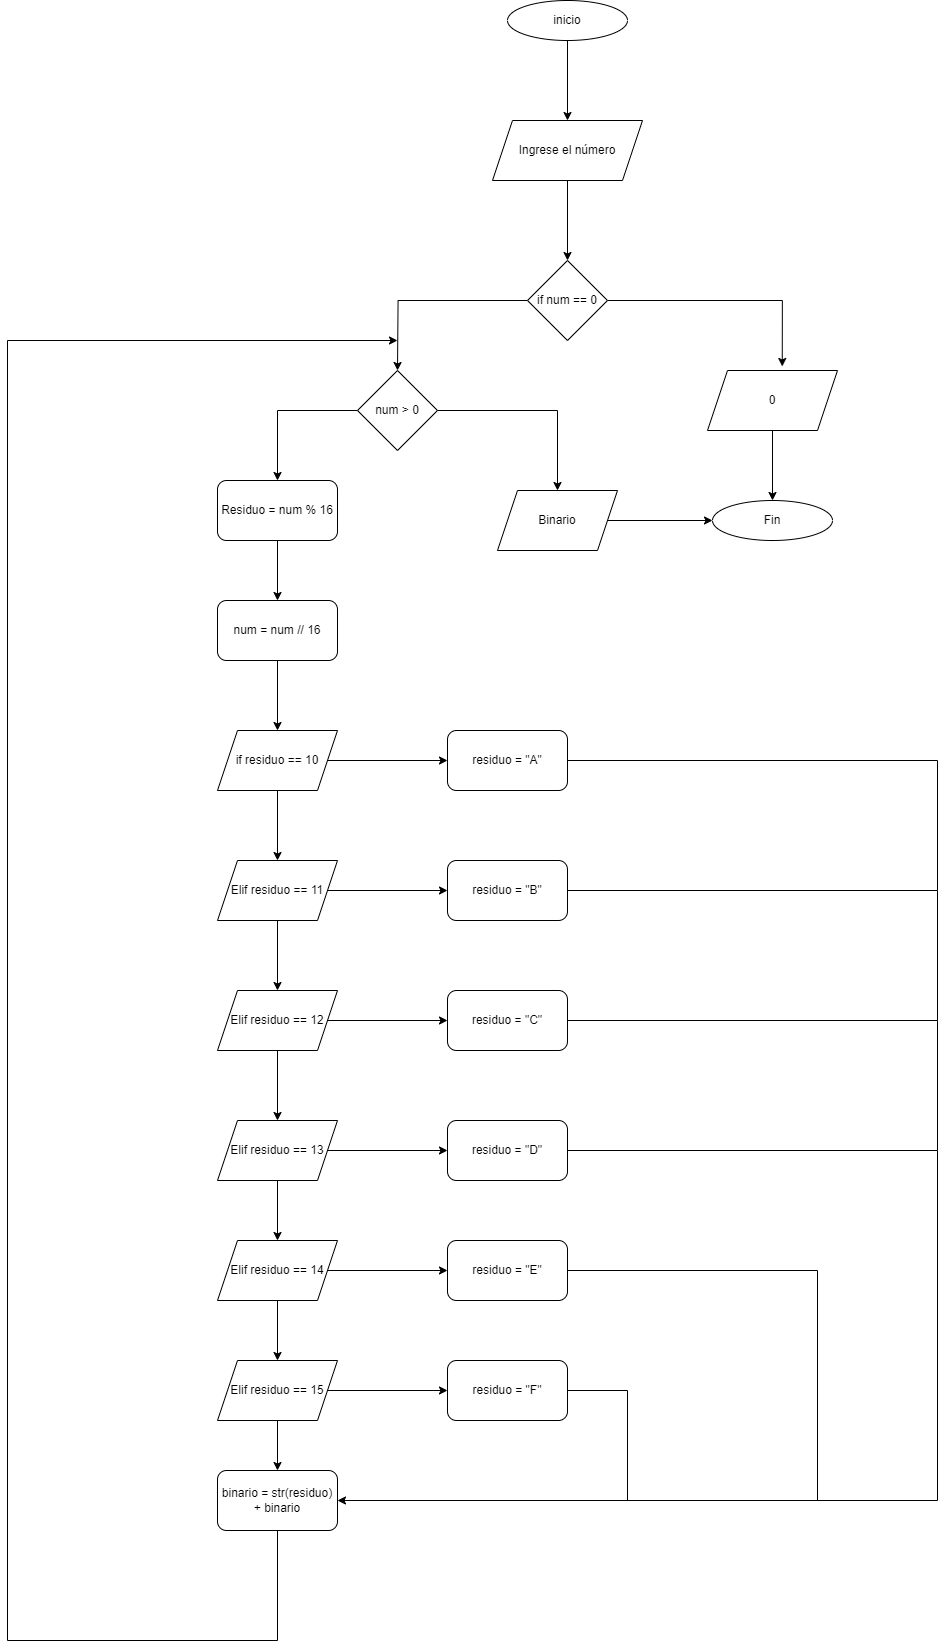 inicio
Ingrese el número
if num == 0
num > 0
0
Residuo = num % 16
Binario
Fin
num = num // 16
if residuo == 10
residuo = "A"
Elif residuo == 11
residuo = "B"
Elif residuo == 12
residuo = "C"
Elif residuo == 13
residuo = "D"
Elif residuo == 14
residuo = "E"
Elif residuo == 15
residuo = "F"
binario = str(residuo)
+ binario